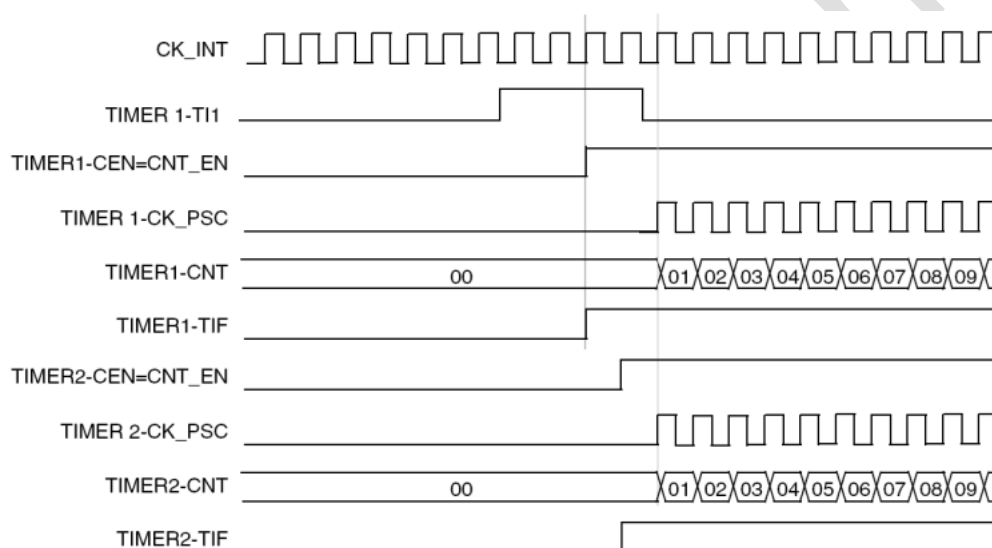 CK_INT
TIMER 1-TI1
TIMER1-CEN=CNT_EN
TIMER 1-CK_PSC
TIMER1-CNT 00 01 02 03 04 05 06 07 08 09
TIMER1-TIF
TIMER2-CEN=CNT_EN
TIMER 2-CK_PSC
TIMER2-CNT 00 01 02 03 04 05 06 07 08 09
TIMER2-TIF